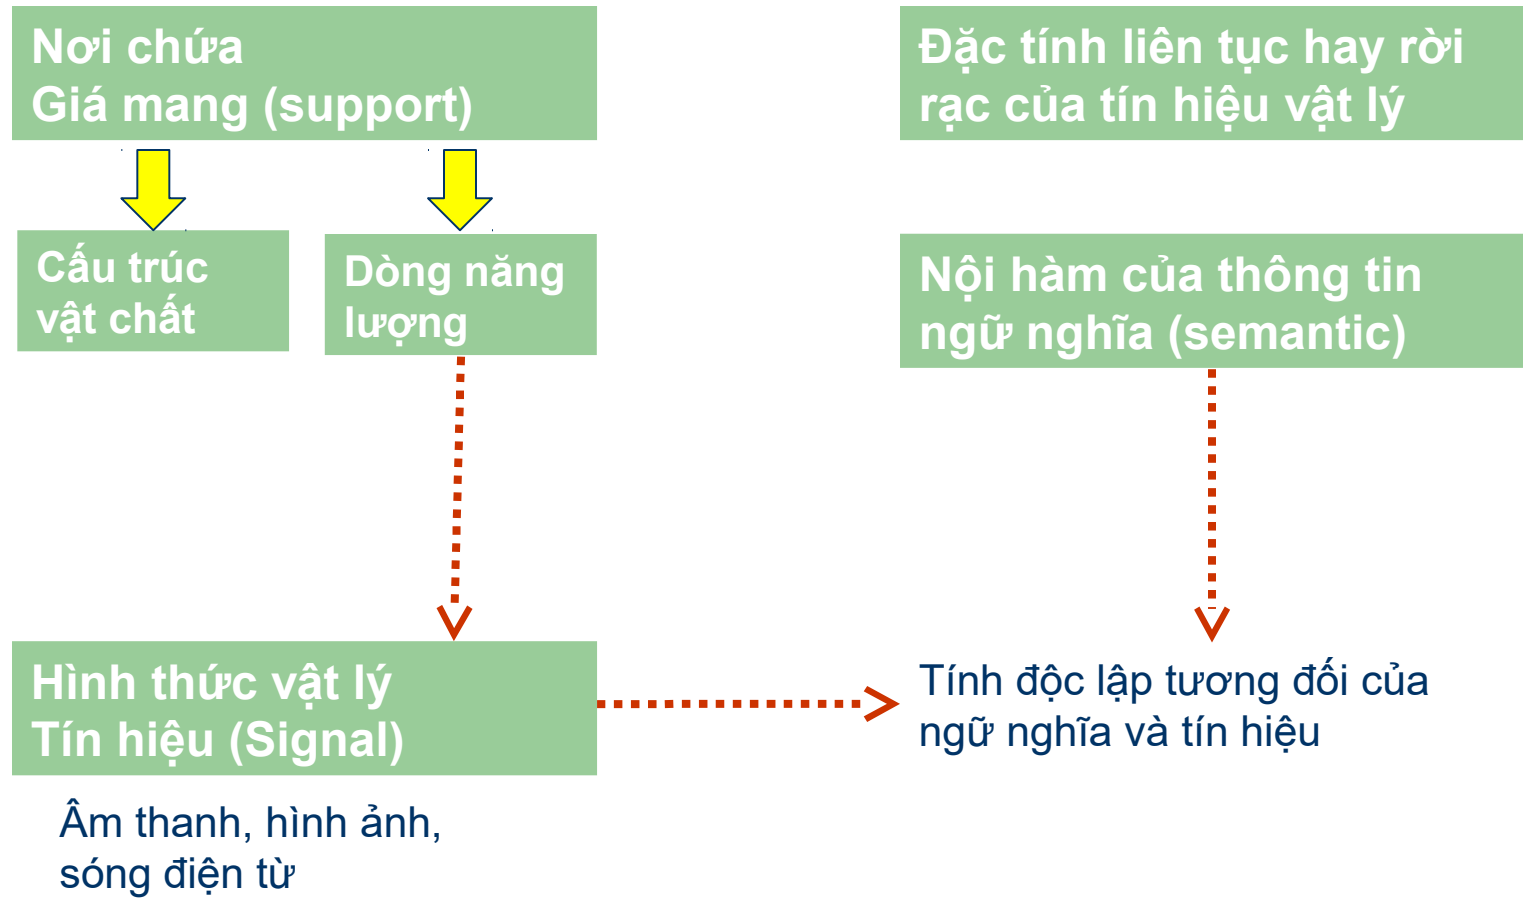 Nơi chứa
Giá mang (support)
Đặc tính liên tục hay rời
rạc của tín hiệu vật lý
Cấu trúc
vật chất
Dòng năng
lượng
Nội hàm của thông tin
ngữ nghĩa (semantic)
Hình thức vật lý
Tín hiệu (Signal)
Tính độc lập tương đối của
ngữ nghĩa và tín hiệu
Âm thanh, hình ảnh,
sóng điện từ